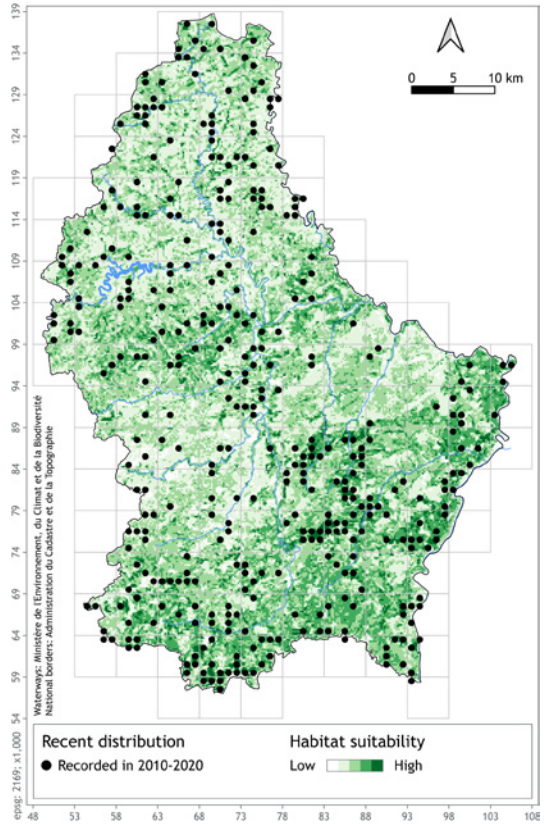 139
134
129
124
119
114
109
104
99
94
89
84
79
74
69
64
59
54
0 5 10 km
Waterways: Ministère de l'Environnement, du Climat et de la Biodiversité
National borders: Administration du Cadastre et de la Topographie
epsg: 2169; x1,000
Recent distribution
Recorded in 2010-2020
Habitat suitability
Low High
48 53 58 63 68 73 78 83 88 93 98 103 108